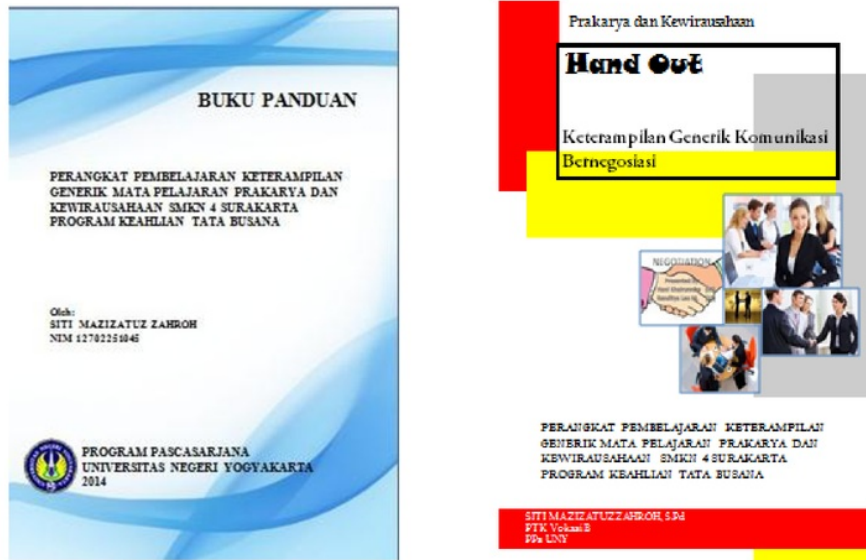 BUKU PANDUAN
PERANGKAT PEMBELAJARAN KETERAMPILAN
GENERIK MATA PELAJARAN PRAKARYA DAN
KEWIRAUSAHAAN SMKN 4 SURAKARTA
PROGRAM KEAHLIAN TATA BUSANA
Oleh:
SITI MAZIZATUZ ZAHROH
NIM 12702251045
PROGRAM PASCASARJANA
UNIVERSITAS NEGERI YOGYAKARTA
2014
Prakarya dan Kewirausahaan
Hand Out
Keterampilan Generik Komunikasi
Bernegosiasi
NEGODATION
Presented by
PERANGKAT PEMBELAJARAN KETERAMPILAN
GENERIK MATA PELAJARAN PRAKARYA DAN
KEWIRAUSAHAAN SMKN 4 SURAKARTA
PROGRAM KEAHLIAN TATA BUSANA
SITI MAZIZATUZ ZAHROH, S.Pd
PTK Vokasi B
PPs UNY